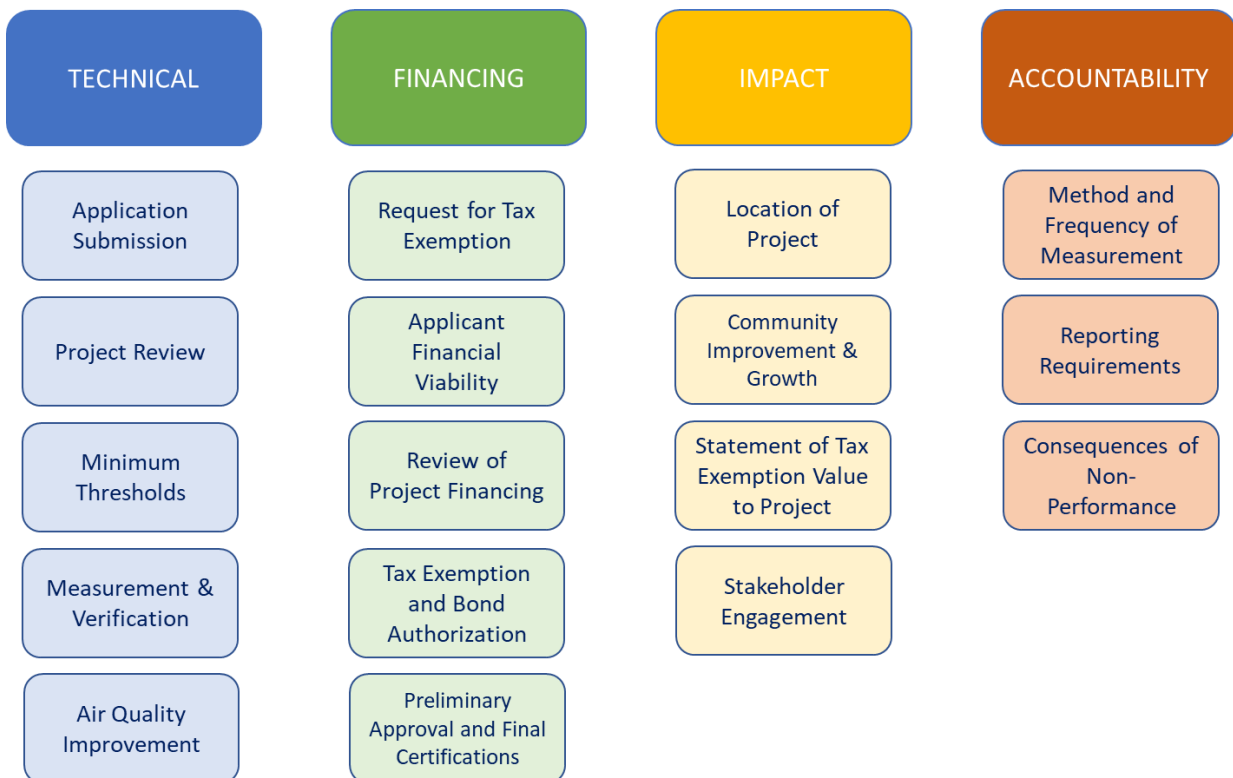 TECHNICAL
Application
Submission
Project Review
Minimum
Thresholds
Measurement &
Verification
Air Quality
Improvement
FINANCING
Request for Tax
Exemption
Applicant
Financial
Viability
Review of
Project Financing
Tax Exemption
and Bond
Authorization
Preliminary
Approval and Final
Certifications
IMPACT
Location of
Project
Community
Improvement &
Growth
Statement of Tax
Exemption Value
to Project
Stakeholder
Engagement
ACCOUNTABILITY
Method and
Frequency of
Measurement
Reporting
Requirements
Consequences of
Non-
Performance